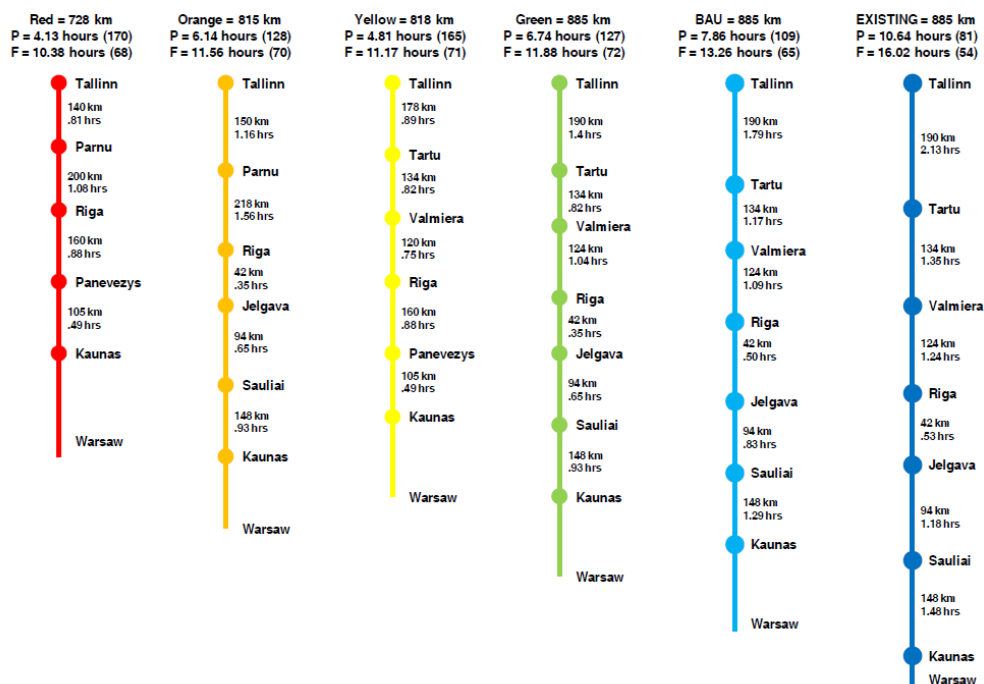 Red = 728 km
P = 4.13 hours (170)
F = 10.38 hours (68)
Tallinn
140 km
.81 hrs
Parnu
200 km
1.08 hrs
Riga
160 km
.88 hrs
Panevezys
105 km
.49 hrs
Kaunas
Warsaw
Orange = 815 km
P = 6.14 hours (128)
F = 11.56 hours (70)
Tallinn
150 km
1.16 hrs
Parnu
218 km
1.56 hrs
Riga
42 km
.35 hrs
Jelgava
94 km
.65 hrs
Sauliai
148 km
.93 hrs
Kaunas
Warsaw
Yellow = 818 km
P = 4.81 hours (165)
F = 11.17 hours (71)
Tallinn
178 km
.89 hrs
Tartu
134 km
.82 hrs
Valmiera
120 km
.75 hrs
Riga
160 km
.88 hrs
Panevezys
105 km
.49 hrs
Kaunas
Warsaw
Green = 885 km
P = 6.74 hours (127)
F = 11.88 hours (72)
Tallinn
190 km
1.4 hrs
Tartu
134 km
.82 hrs
Valmiera
124 km
1.04 hrs
Riga
42 km
.35 hrs
Jelgava
94 km
.65 hrs
Sauliai
148 km
.93 hrs
Kaunas
Warsaw
BAU = 885 km
P = 7.86 hours (109)
F = 13.26 hours (65)
Tallinn
190 km
1.79 hrs
Tartu
134 km
1.17 hrs
Valmiera
124 km
1.09 hrs
Riga
42 km
.50 hrs
Jelgava
94 km
.83 hrs
Sauliai
148 km
1.29 hrs
Kaunas
Warsaw
EXISTING = 885 km
P = 10.64 hours (81)
F = 16.02 hours (54)
Tallinn
190 km
2.13 hrs
Tartu
134 km
1.35 hrs
Valmiera
124 km
1.24 hrs
Riga
42 km
.53 hrs
Jelgava
94 km
1.18 hrs
Sauliai
148 km
1.48 hrs
Kaunas
Warsaw